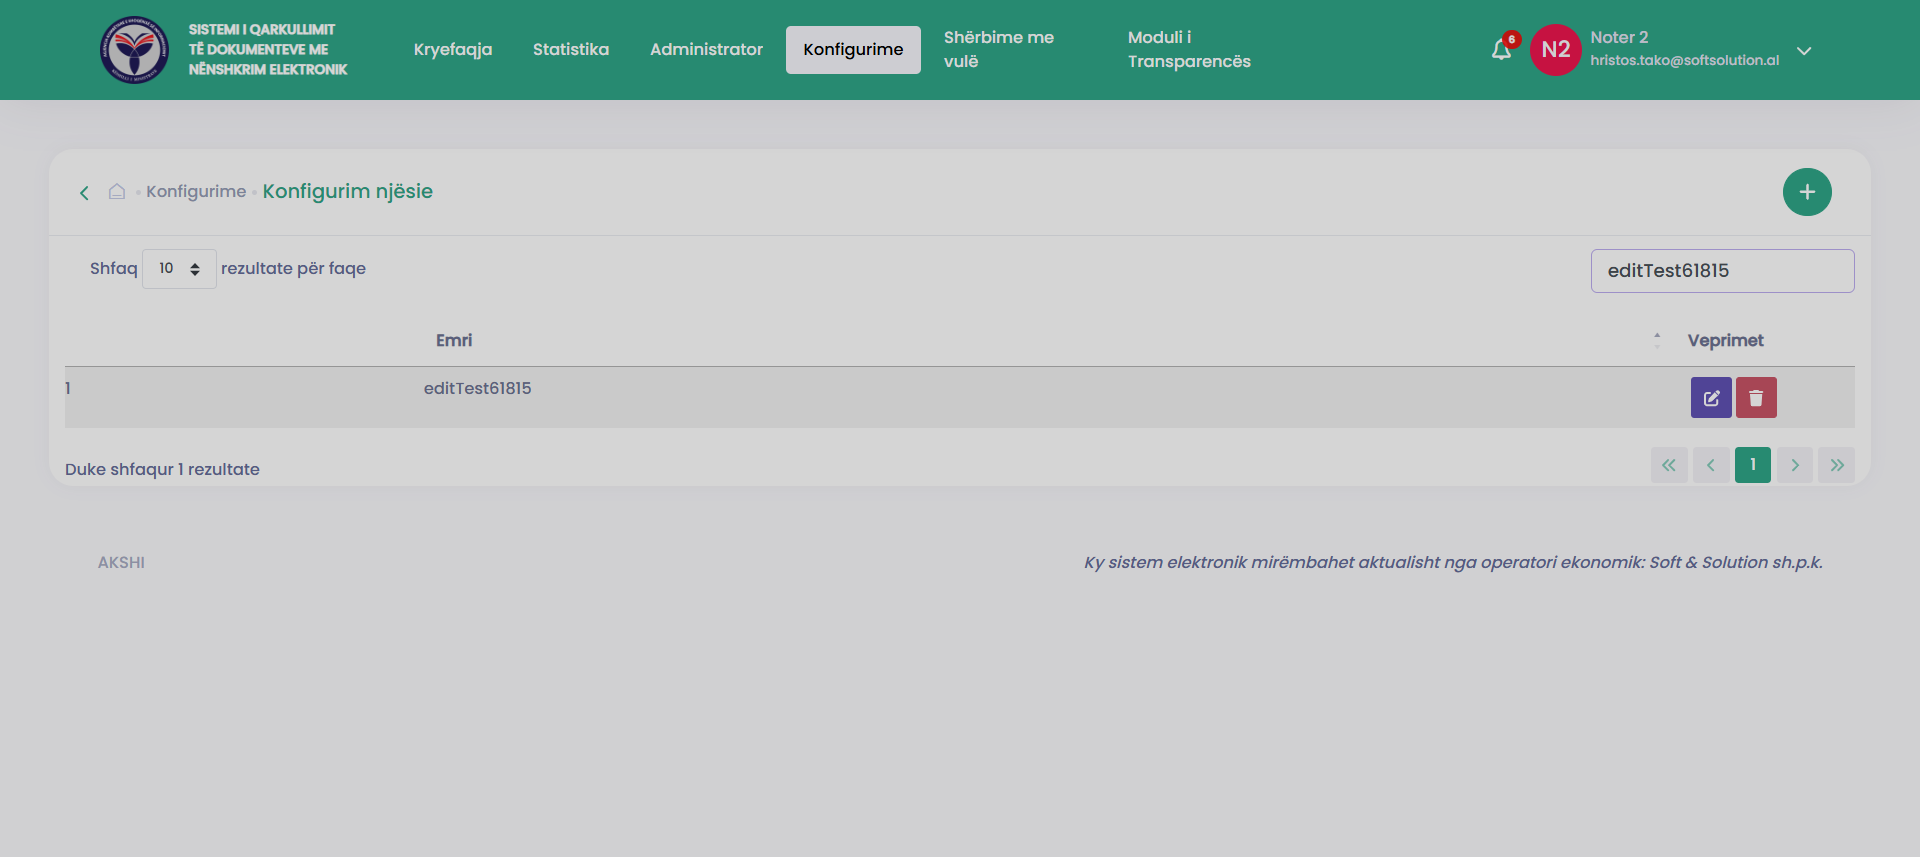 SISTEMI I QARKULLIMIT
TË DOKUMENTEVE ME
NËNSHKRIM ELEKTRONIK
Kryefaqja
Statistika
Administrator
Konfigurime
Shërbime me
vulë
Moduli i
Transparencës
6
N2
Noter 2
hristos.tako@softsolution.al
Konfigurime
Konfigurim njësie
Shfaq 10 rezultate për faqe
editTest61815
Emri
Veprimet
1
editTest61815
Duke shfaqur 1 rezultate
1
AKSHI
Ky sistem elektronik mirëmbahet aktualisht nga operatori ekonomik: Soft & Solution sh.p.k.